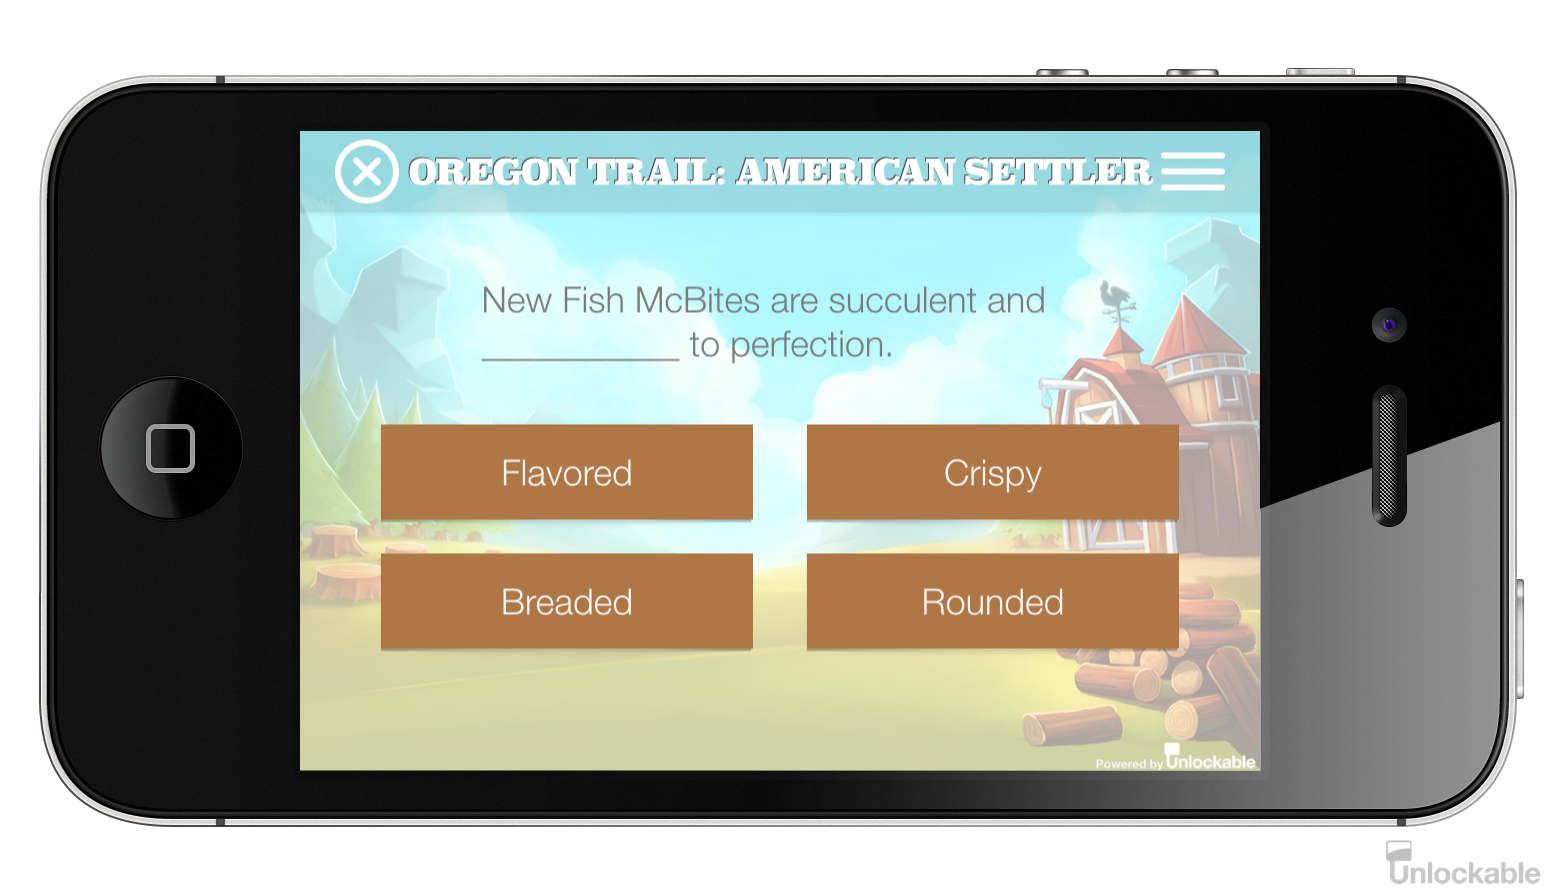 OREGON TRAIL: AMERICAN SETTLER
New Fish McBites are succulent and
___________ to perfection.
Flavored
Crispy
Breaded
Rounded
Powered by Unlockable
Unlockable